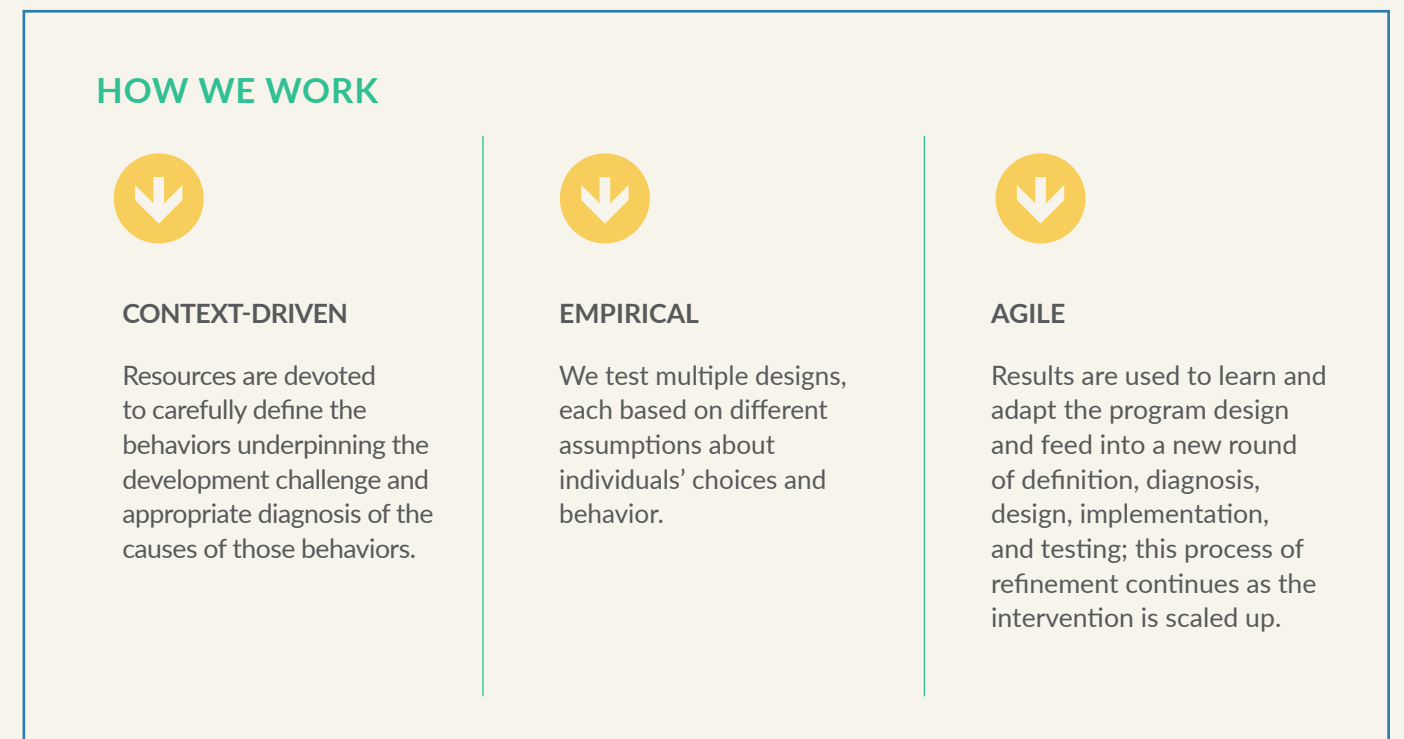 HOW WE WORK
CONTEXT-DRIVEN
Resources are devoted
to carefully define the
behaviors underpinning the
development challenge and
appropriate diagnosis of the
causes of those behaviors.
EMPIRICAL
We test multiple designs,
each based on different
assumptions about
individuals’ choices and
behavior.
AGILE
Results are used to learn and
adapt the program design
and feed into a new round
of definition, diagnosis,
design, implementation,
and testing; this process of
refinement continues as the
intervention is scaled up.